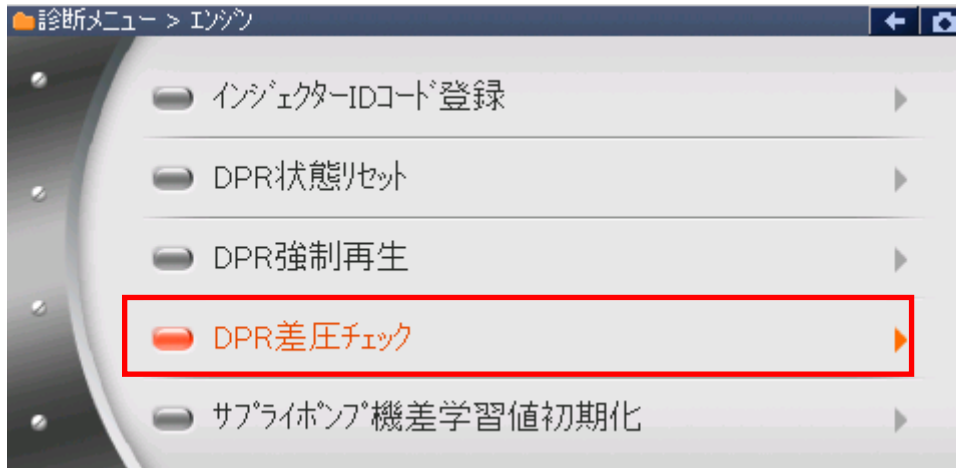 診断メニュー > エンジン
インジェクターIDコード登録
DPR状態リセット
DPR強制再生
DPR差圧チェック
サプライポンプ機差学習値初期化